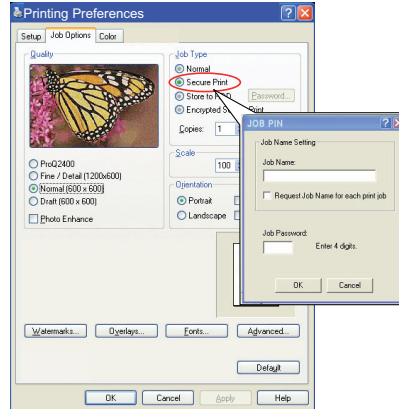 Printing Preferences
Setup Job Options Color
Quality
ProQ2400
Fine / Detail (1200x600)
Normal (600 x 600)
Draft (600 x 600)
Photo Enhance
Job Type
Normal
Secure Print
Store to
Password...
Encrypted
Print
Copies: 1
Scale
100
Orientation
Portrait
Landscape
JOB PIN
Job Name Setting
Job Name:
Request Job Name for each print job
Job Password:
Enter 4 digits.
OK Cancel
Watermarks... Overlays... Fonts... Advanced...
Default
OK Cancel Apply Help